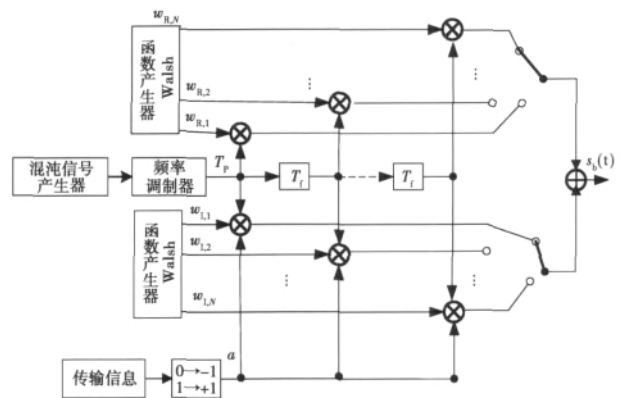 w_{R,N}
函数产生器
Walsh
w_{R,2}
w_{R,1}
⋮
⋮
混沌信号
产生器
频率
调制器
T_P
T_f
T_f
s_b(t)
函数产生器
Walsh
w_{I,1}
w_{I,2}
w_{I,N}
⋮
⋮
传输信息
0→-1
1→+1
a